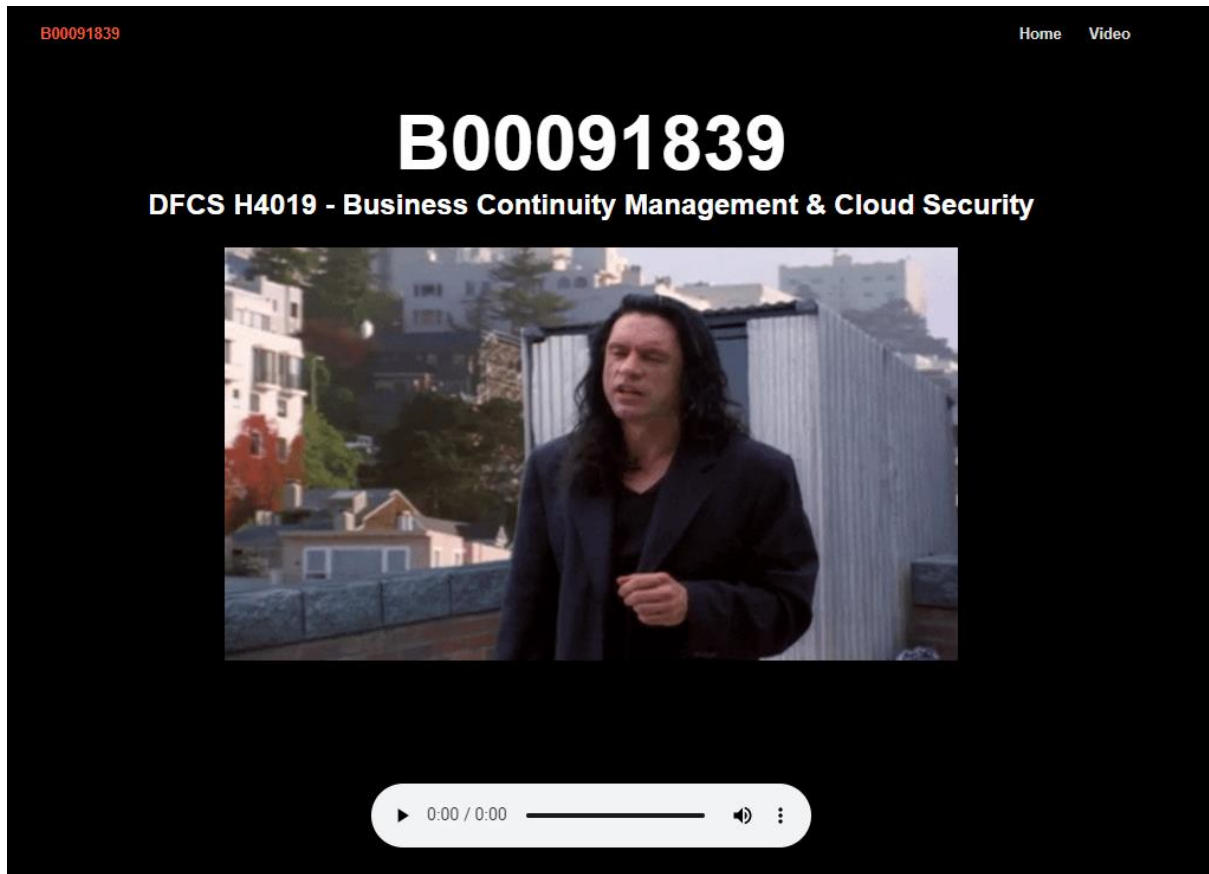 B00091839
Home Video
B00091839
DFCS H4019 - Business Continuity Management & Cloud Security
0:00 / 0:00